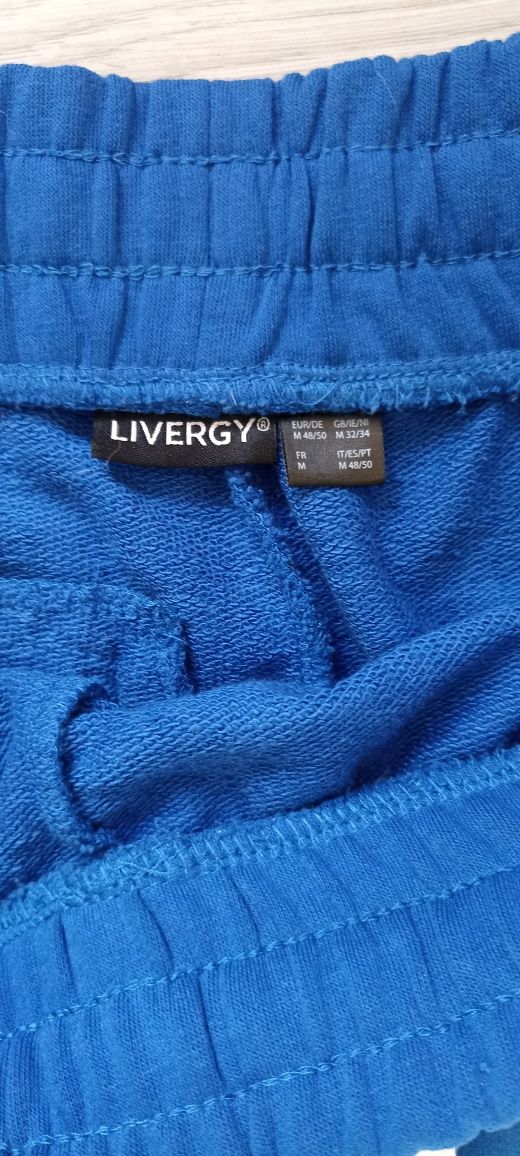 LIVERGY®
EUR/DE GB/IE/NI
M 48/50 M 32/34
FR IT/ES/PT
M M 48/50